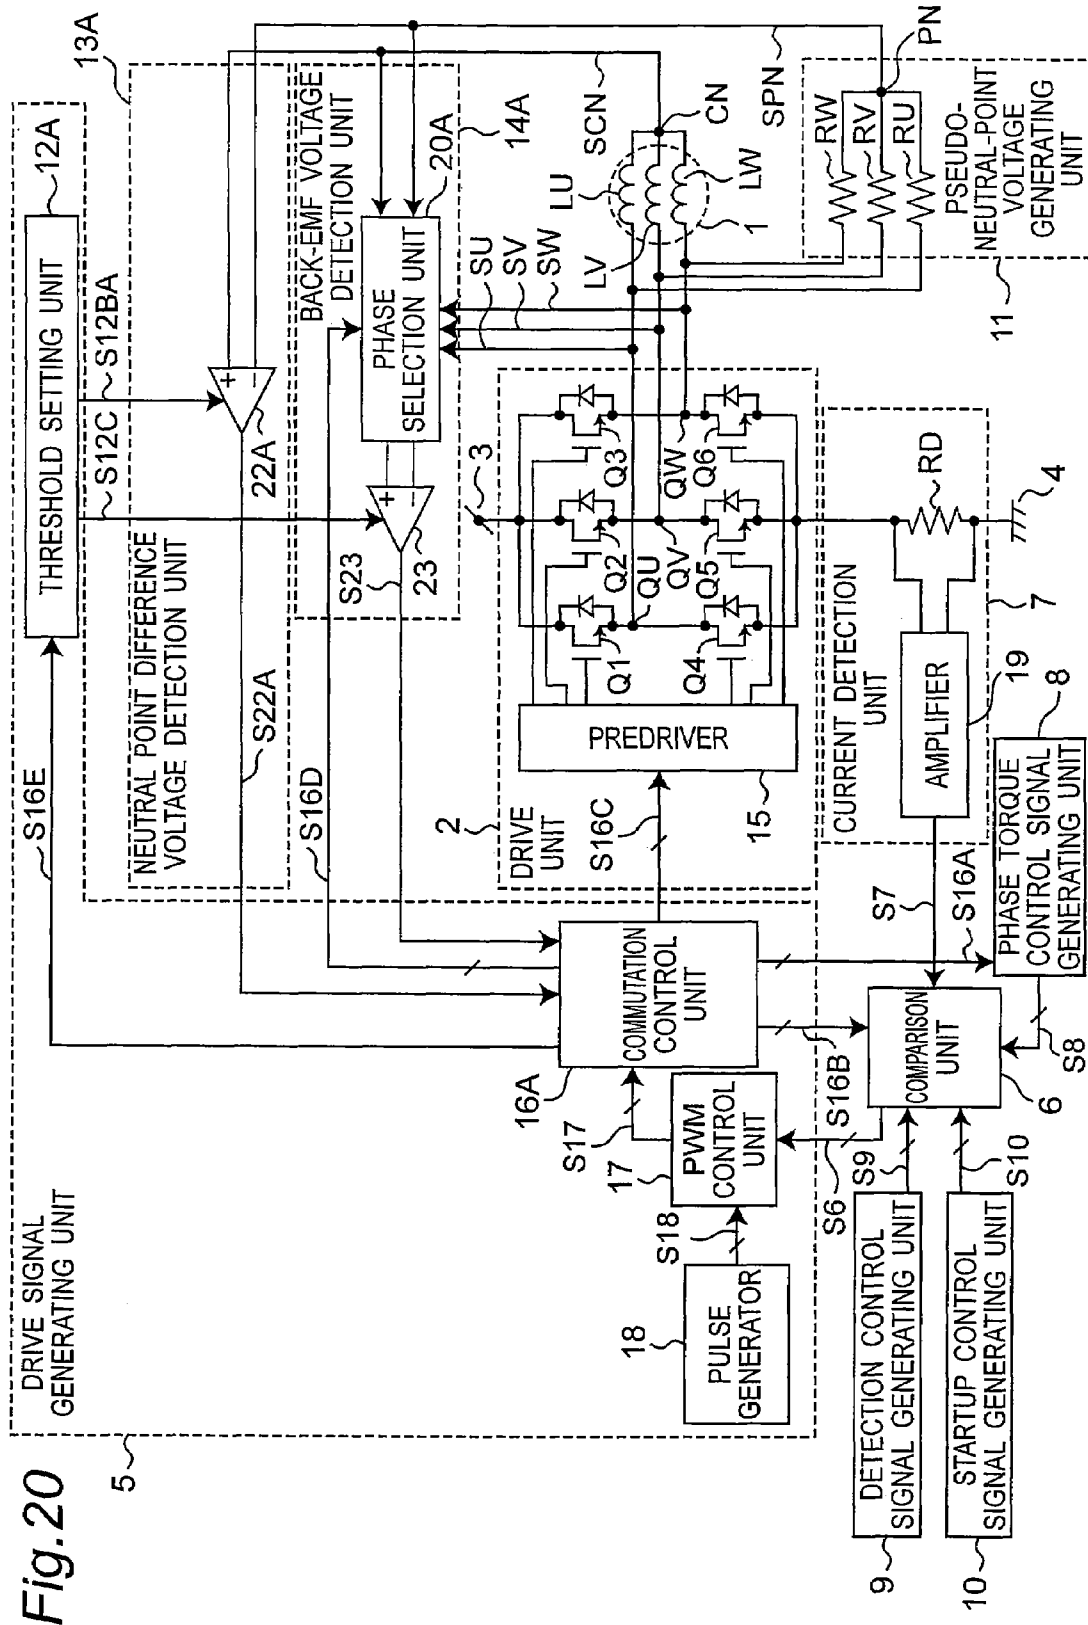 Fig.20
5
DRIVE SIGNAL
GENERATING UNIT
S16E
THRESHOLD SETTING UNIT
12A
S12C
S12BA
13A
NEUTRAL POINT DIFFERENCE
VOLTAGE DETECTION UNIT
22A
+
−
S22A
S16D
S23
23
+
−
BACK-EMF VOLTAGE
DETECTION UNIT
PHASE
SELECTION UNIT
20A
14A
SU
SV
SW
SCN
SPN
CN
PN
LU
LV
LW
1
RW
RV
RU
PSEUDO-
NEUTRAL-POINT
VOLTAGE
GENERATING
UNIT
11
2
DRIVE
UNIT
S16C
PREDRIVER
15
3
Q1
Q2
Q3
QU
QV
QW
Q4
Q5
Q6
CURRENT DETECTION
UNIT
AMPLIFIER
19
RD
4
7
S7
16A
COMMUTATION
CONTROL
UNIT
S17
17
PWM
CONTROL
UNIT
S18
18
PULSE
GENERATOR
S16B
S16A
S6
COMPARISON
UNIT
6
S8
8
PHASE TORQUE
CONTROL SIGNAL
GENERATING UNIT
S9
S10
DETECTION CONTROL
SIGNAL GENERATING UNIT
9
STARTUP CONTROL
SIGNAL GENERATING UNIT
10